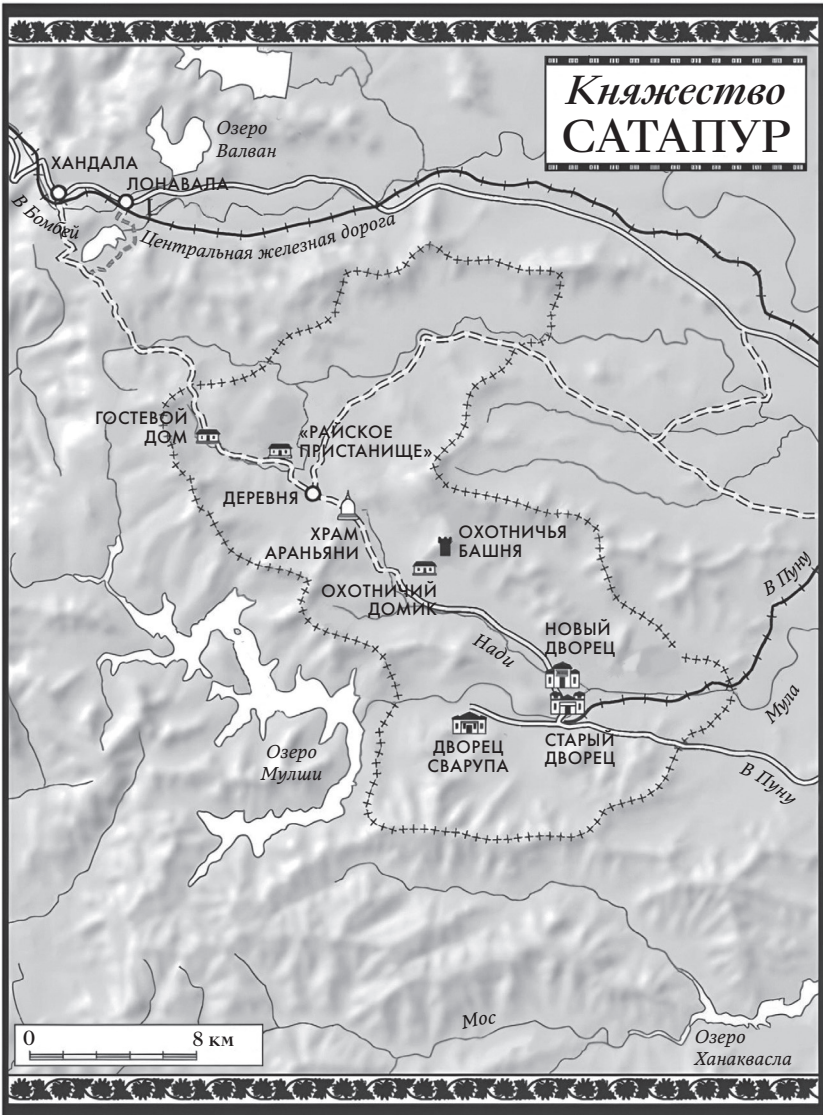 Княжество
САТАПУР
Озеро
Валван
ХАНДАЛА
ЛОНАВАЛА
В Бомбей
Центральная железная дорога
ГОСТЕВОЙ
ДОМ
«РАЙСКОЕ
ПРИСТАНИЩЕ»
ДЕРЕВНЯ
ХРАМ
АРАНЬЯНИ
ОХОТНИЧЬЯ
БАШНЯ
ОХОТНИЧИЙ
ДОМИК
В Пуну
Нади
НОВЫЙ
ДВОРЕЦ
Мула
Озеро
Мулши
ДВОРЕЦ
СВАРУПА
СТАРЫЙ
ДВОРЕЦ
В Пуну
0 8 км
Мос
Озеро
Ханаквасла